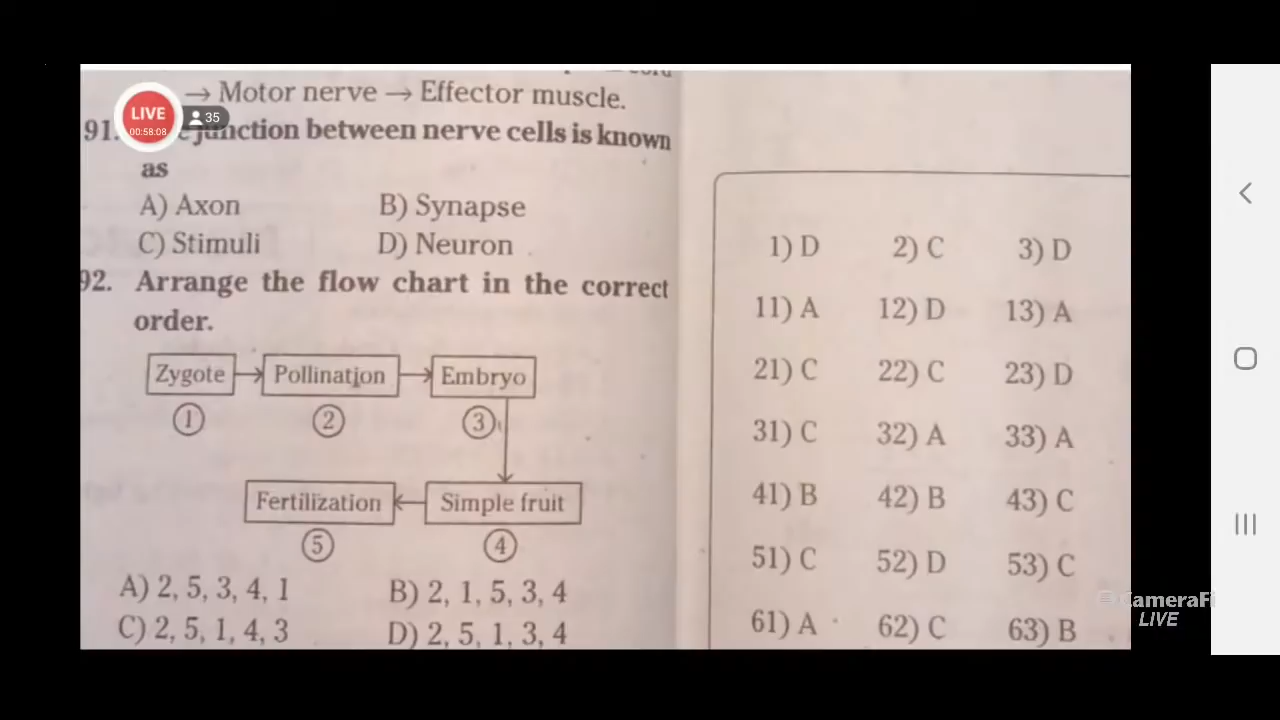 → Motor nerve → Effector muscle.
LIVE
00:58:08
35
91. junction between nerve cells is known
as
A) Axon B) Synapse
C) Stimuli D) Neuron
92. Arrange the flow chart in the correct
order.
Zygote → Pollination → Embryo
① ② ③
Fertilization ← Simple fruit
⑤ ④
A) 2, 5, 3, 4, 1 B) 2, 1, 5, 3, 4
C) 2, 5, 1, 4, 3 D) 2, 5, 1, 3, 4
1) D 2) C 3) D
11) A 12) D 13) A
21) C 22) C 23) D
31) C 32) A 33) A
41) B 42) B 43) C
51) C 52) D 53) C
61) A 62) C 63) B
CameraFi
LIVE